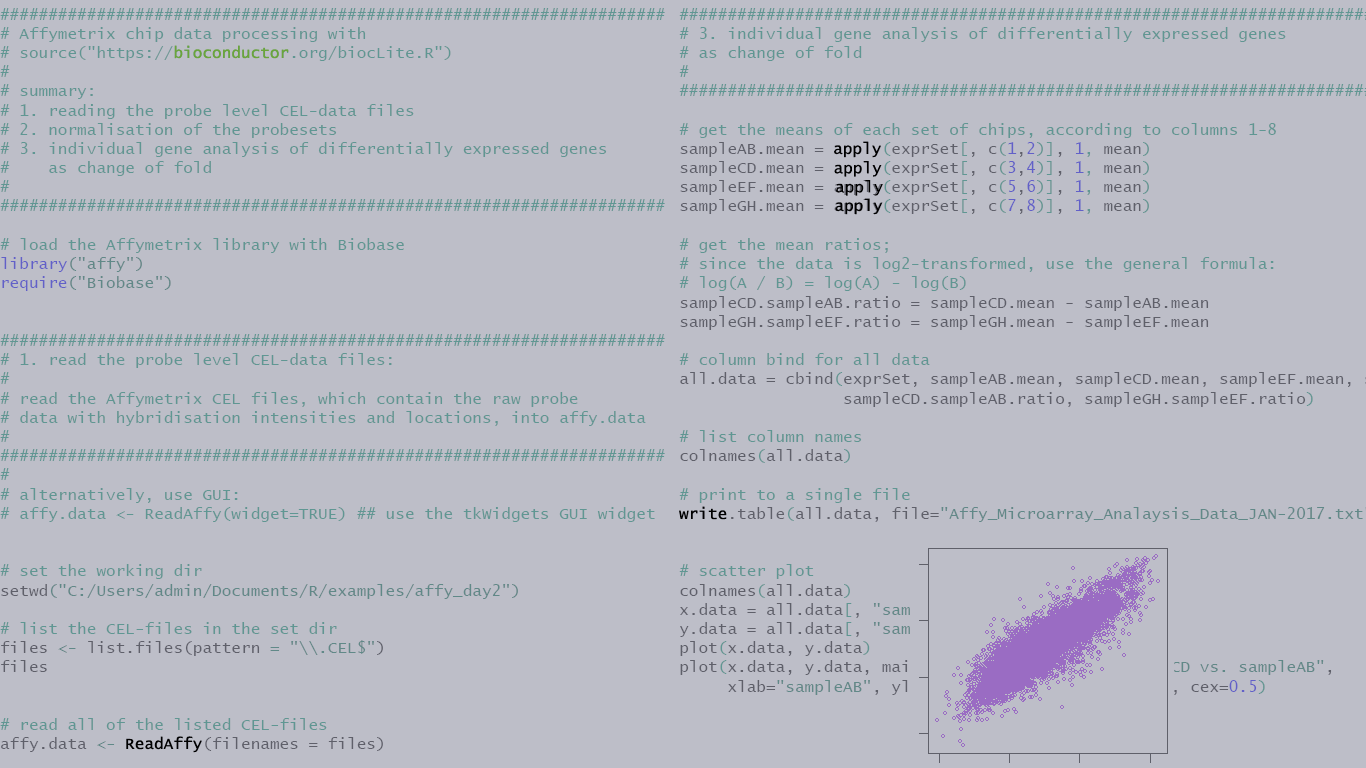 #####################################################################
# Affymetrix chip data processing with
# source("https://bioconductor.org/biocLite.R")
#
# summary:
# 1. reading the probe level CEL-data files
# 2. normalisation of the probesets
# 3. individual gene analysis of differentially expressed genes
#    as change of fold
#
#####################################################################
# load the Affymetrix library with Biobase
library("affy")
require("Biobase")
#####################################################################
# 1. read the probe level CEL-data files:
#
# read the Affymetrix CEL files, which contain the raw probe
# data with hybridisation intensities and locations, into affy.data
#
#####################################################################
#
# alternatively, use GUI:
# affy.data <- ReadAffy(widget=TRUE) ## use the tkWidgets GUI widget
# set the working dir
setwd("C:/Users/admin/Documents/R/examples/affy_day2")
# list the CEL-files in the set dir
files <- list.files(pattern = "\\.CEL$")
files
# read all of the listed CEL-files
affy.data <- ReadAffy(filenames = files)
#######################################################################
# 3. individual gene analysis of differentially expressed genes
# as change of fold
#
#######################################################################
# get the means of each set of chips, according to columns 1-8
sampleAB.mean = apply(exprSet[, c(1,2)], 1, mean)
sampleCD.mean = apply(exprSet[, c(3,4)], 1, mean)
sampleEF.mean = apply(exprSet[, c(5,6)], 1, mean)
sampleGH.mean = apply(exprSet[, c(7,8)], 1, mean)
# get the mean ratios;
# since the data is log2-transformed, use the general formula:
# log(A / B) = log(A) - log(B)
sampleCD.sampleAB.ratio = sampleCD.mean - sampleAB.mean
sampleGH.sampleEF.ratio = sampleGH.mean - sampleEF.mean
# column bind for all data
all.data = cbind(exprSet, sampleAB.mean, sampleCD.mean, sampleEF.mean,
sampleCD.sampleAB.ratio, sampleGH.sampleEF.ratio)
# list column names
colnames(all.data)
# print to a single file
write.table(all.data, file="Affy_Microarray_Analaysis_Data_JAN-2017.txt
# scatter plot
colnames(all.data)
x.data = all.data[, "sam
y.data = all.data[, "sam
plot(x.data, y.data)
plot(x.data, y.data, mai CD vs. sampleAB",
xlab="sampleAB", yl , cex=0.5)